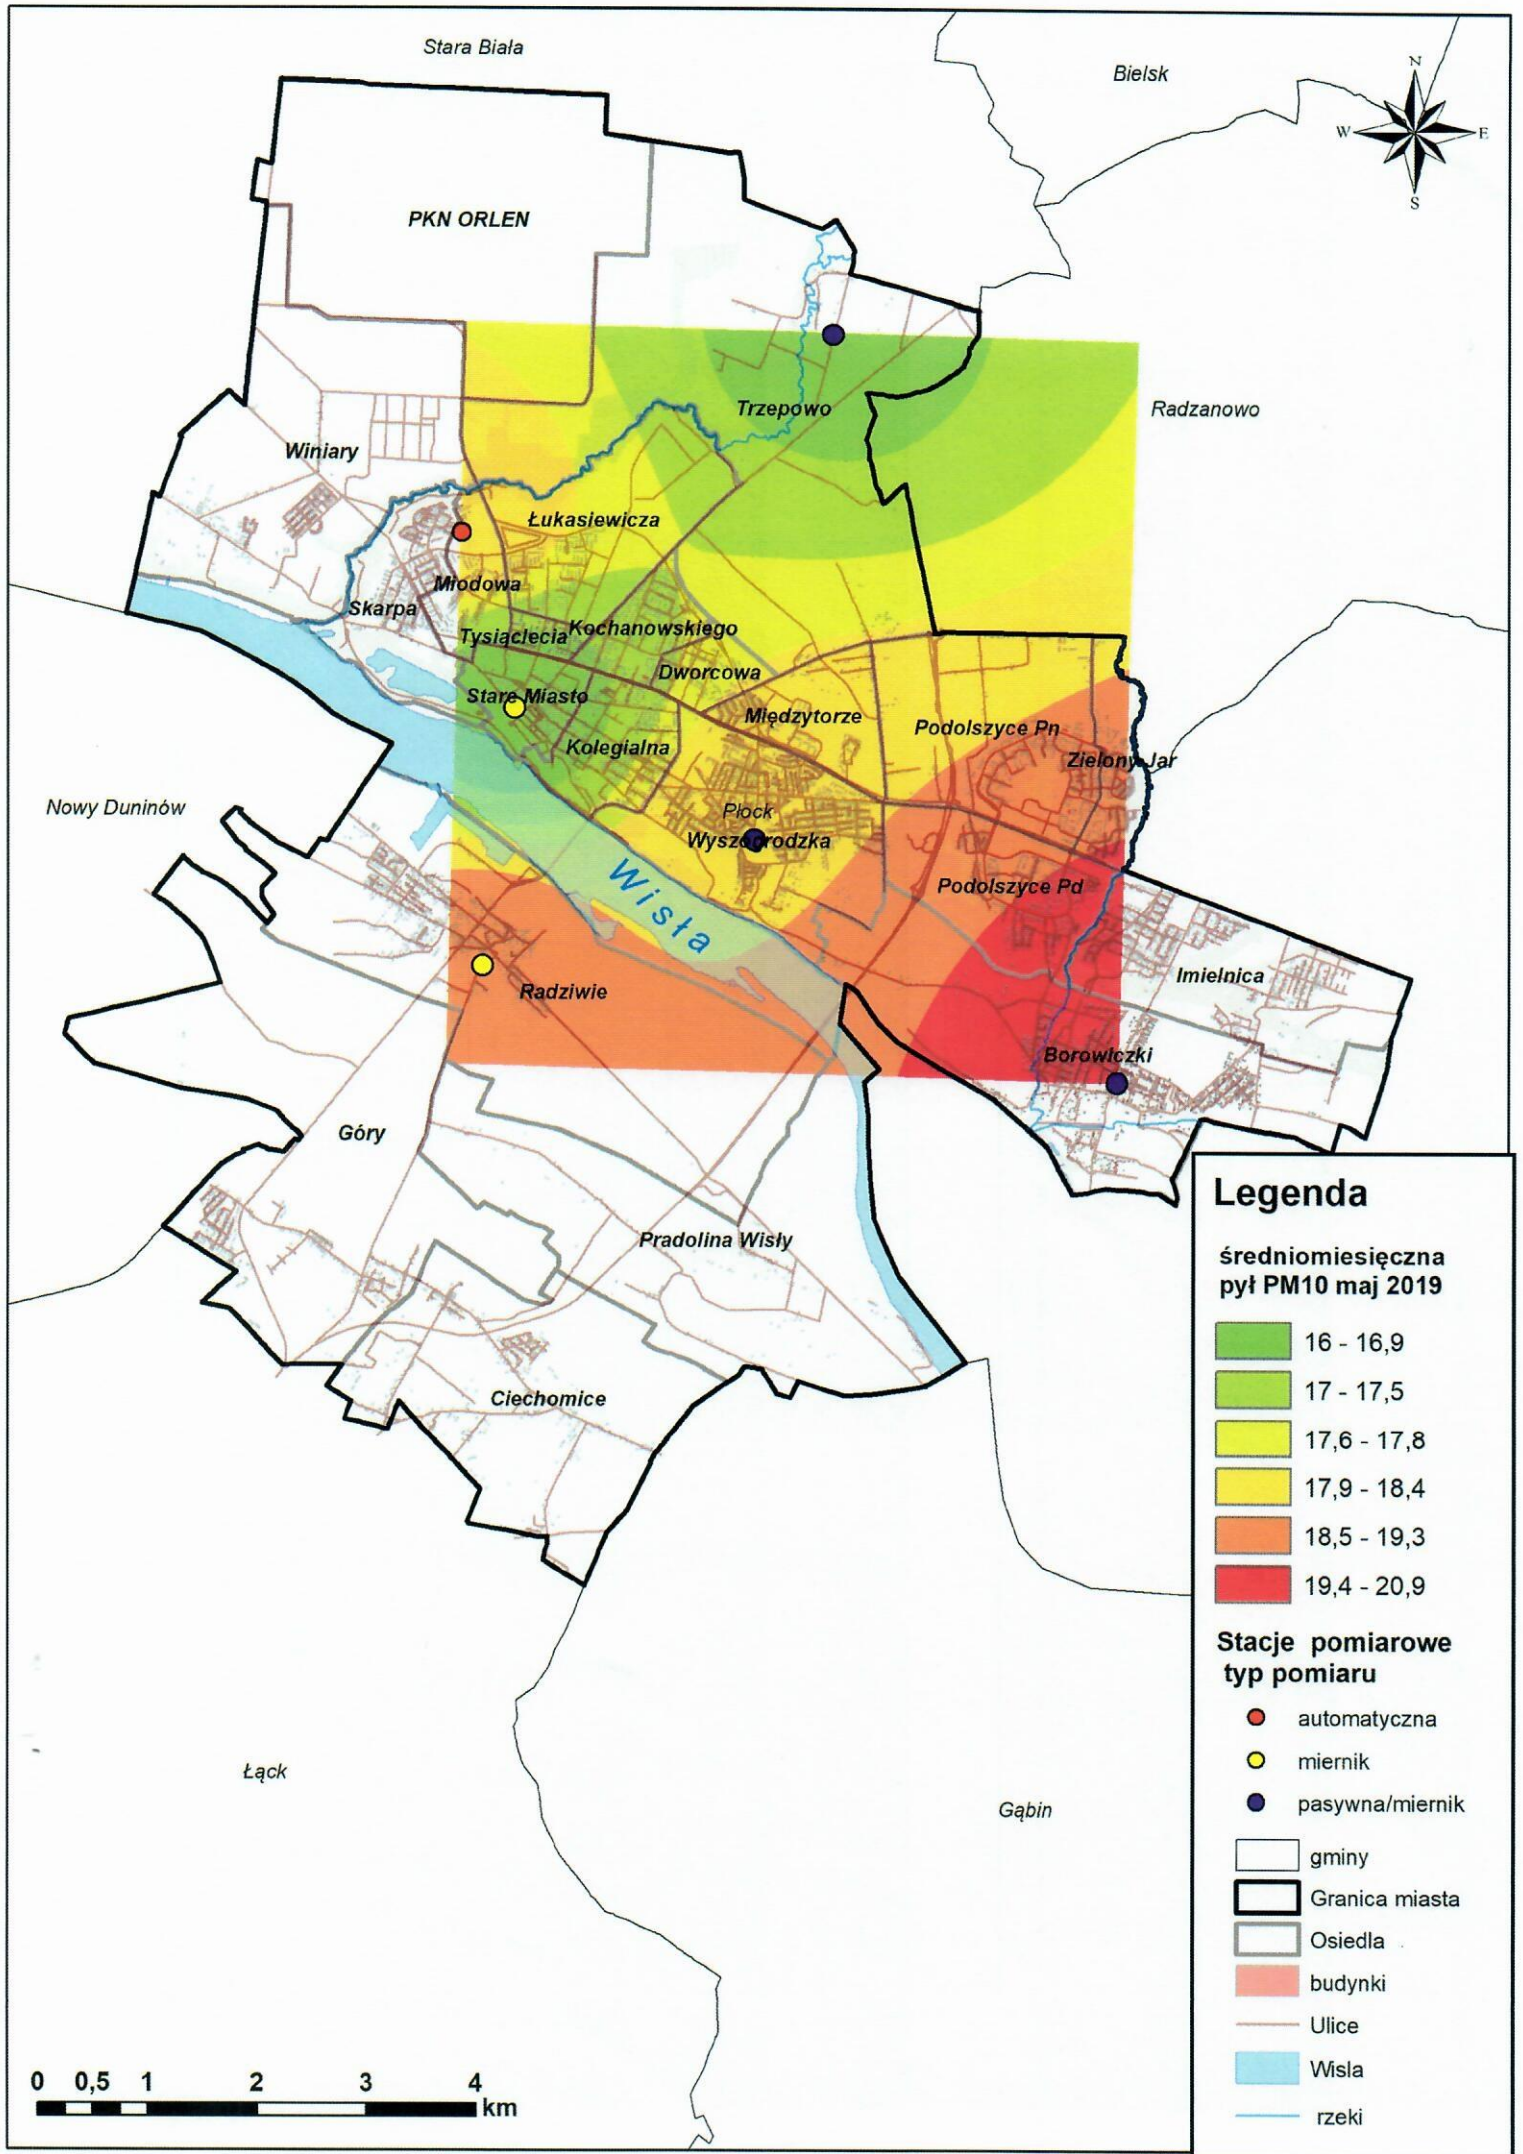 Stara Biała
Bielsk
N
W
E
S
PKN ORLEN
Trzepowo
Radzanowo
Winiary
Łukasiewicza
Miodowa
Skarpa
Tysiąclecia
Kochanowskiego
Dworcowa
Stare Miasto
Międzytorze
Podolszyce Pn
Kolegialna
Zielony Jar
Nowy Duninów
Płock
Wyszogrodzka
Wisła
Podolszyce Pd
Imielnica
Radziwie
Borowiczki
Góry
Pradolina Wisły
Ciechomice
Łąck
Gąbin
Legenda
średniomiesięczna
pył PM10 maj 2019
16 - 16,9
17 - 17,5
17,6 - 17,8
17,9 - 18,4
18,5 - 19,3
19,4 - 20,9
Stacje pomiarowe
typ pomiaru
automatyczna
miernik
pasywna/miernik
gminy
Granica miasta
Osiedla
budynki
Ulice
Wisla
rzeki
0 0,5 1 2 3 4
km